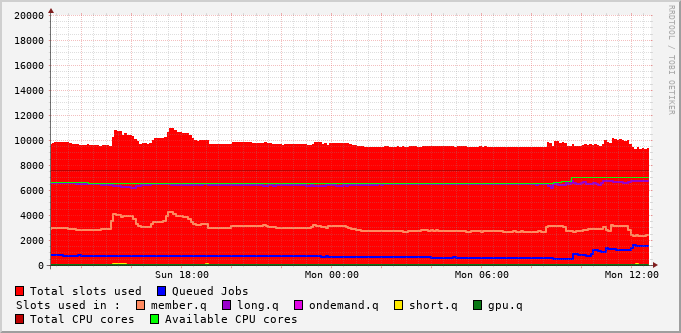 RRDTOOL / TOBI OETIKER
20000
18000
16000
14000
12000
10000
8000
6000
4000
2000
0
Sun 18:00 Mon 00:00 Mon 06:00 Mon 12:00
Total slots used Queued Jobs
Slots used in : member.q long.q ondemand.q short.q gpu.q
Total CPU cores Available CPU cores